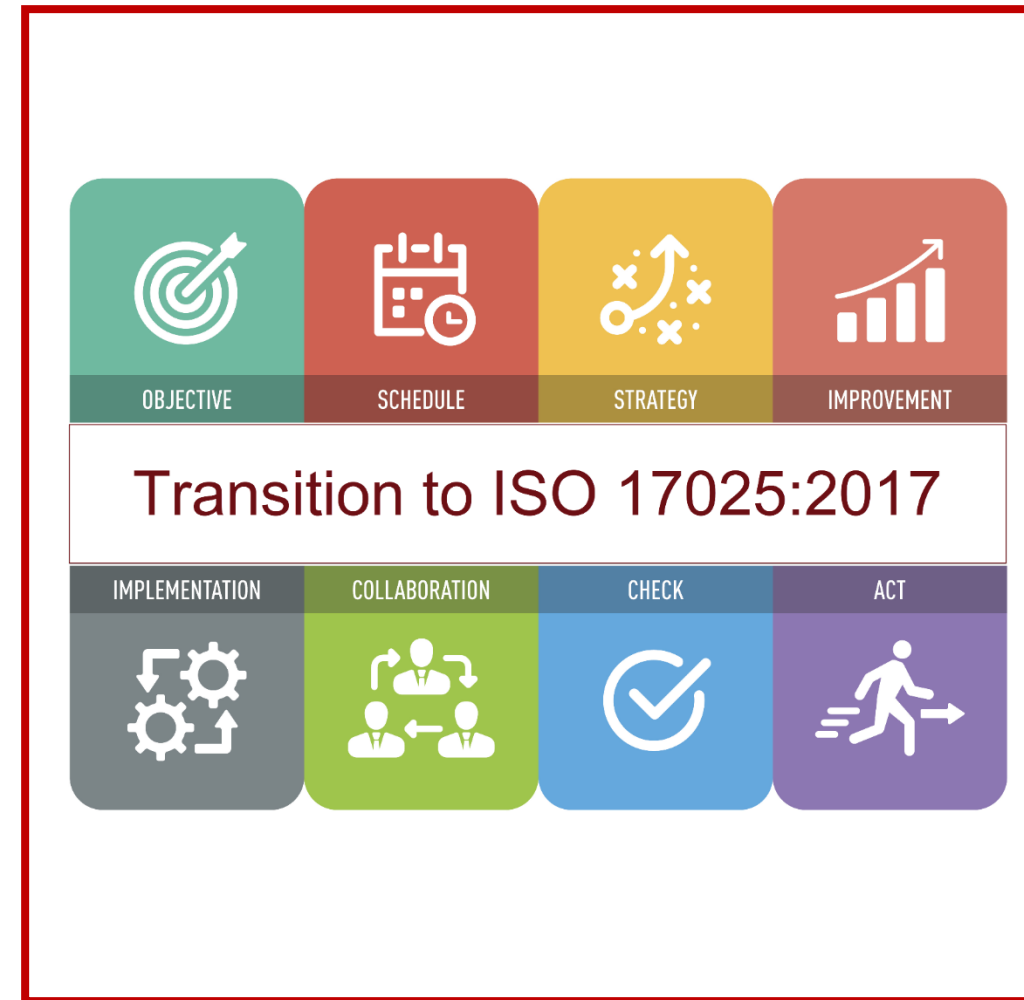 OBJECTIVE SCHEDULE STRATEGY IMPROVEMENT
Transition to ISO 17025:2017
IMPLEMENTATION COLLABORATION CHECK ACT